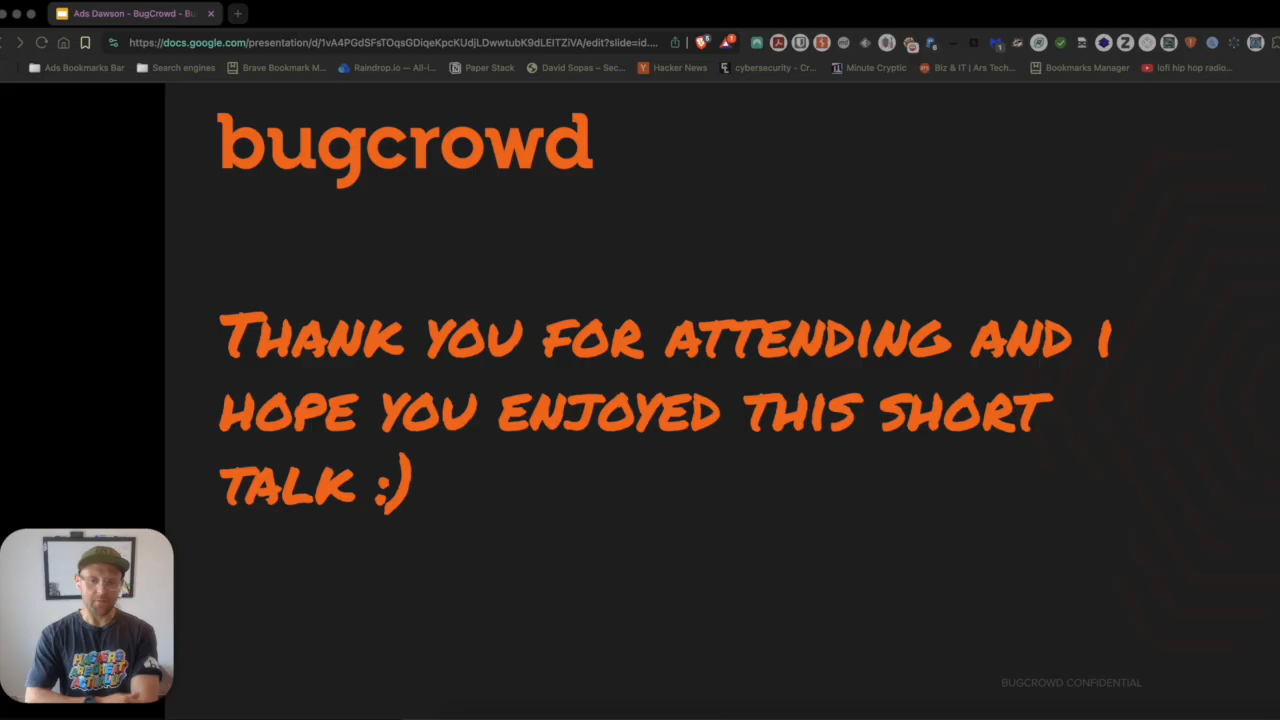 Ads Dawson - BugCrowd - Bu
https://docs.google.com/presentation/d/1vA4PGdSFsTOqsGDiqeKpcKUdjLDwwtubK9dLEITZiVA/edit?slide=id....
Ads Bookmarks Bar
Search engines
Brave Bookmark M...
Raindrop.io — All-i...
Paper Stack
David Sopas – Sec...
Hacker News
cybersecurity - Cr...
Minute Cryptic
Biz & IT | Ars Tech...
Bookmarks Manager
lofi hip hop radio...
bugcrowd
THANK YOU FOR ATTENDING AND I
HOPE YOU ENJOYED THIS SHORT
TALK :)
HACKERS
ARE
BUGCROWD CONFIDENTIAL